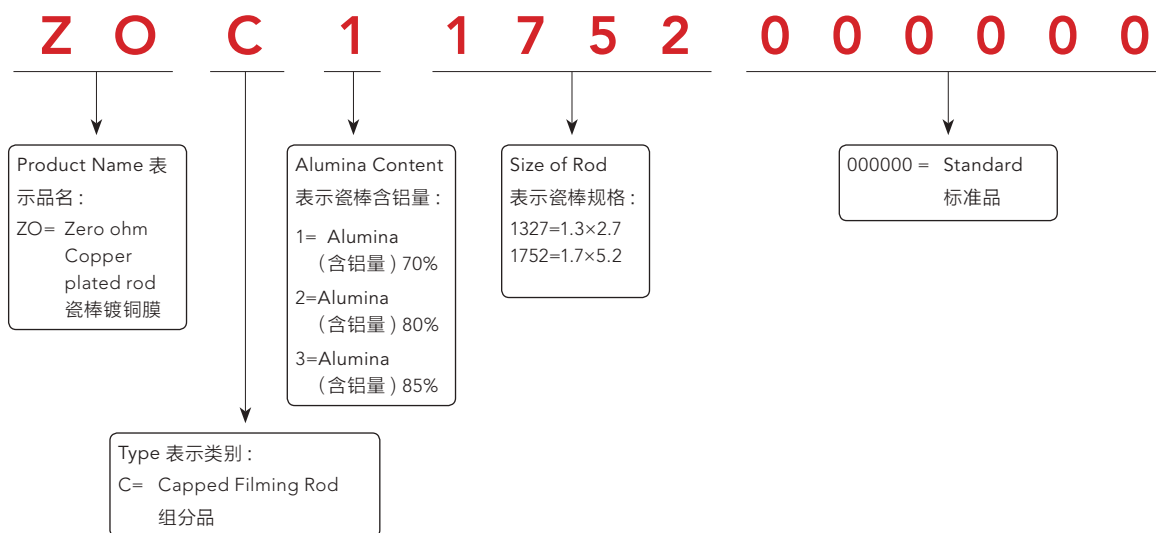 Z O C 1 1 7 5 2 0 0 0 0 0 0
Product Name 表
示品名 :
ZO= Zero ohm
Copper
plated rod
瓷棒镀铜膜
Alumina Content
表示瓷棒含铝量 :
1= Alumina
（含铝量 ) 70%
2=Alumina
（含铝量 ) 80%
3=Alumina
（含铝量 ) 85%
Size of Rod
表示瓷棒规格 :
1327=1.3×2.7
1752=1.7×5.2
000000 = Standard
标准品
Type 表示类别 :
C= Capped Filming Rod
组分品